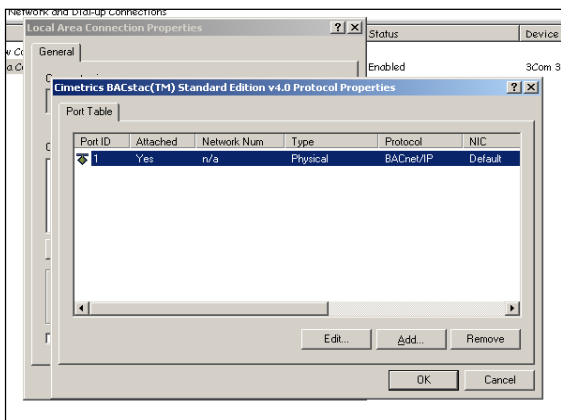 Network and Dial-up Connections
Local Area Connection Properties
Status Device
General
Enabled 3Com 3
Cimetrics BACstac(TM) Standard Edition v4.0 Protocol Properties
Port Table
Port ID Attached Network Num Type Protocol NIC
1 Yes n/a Physical BACnet/IP Default
Edit... Add... Remove
OK Cancel